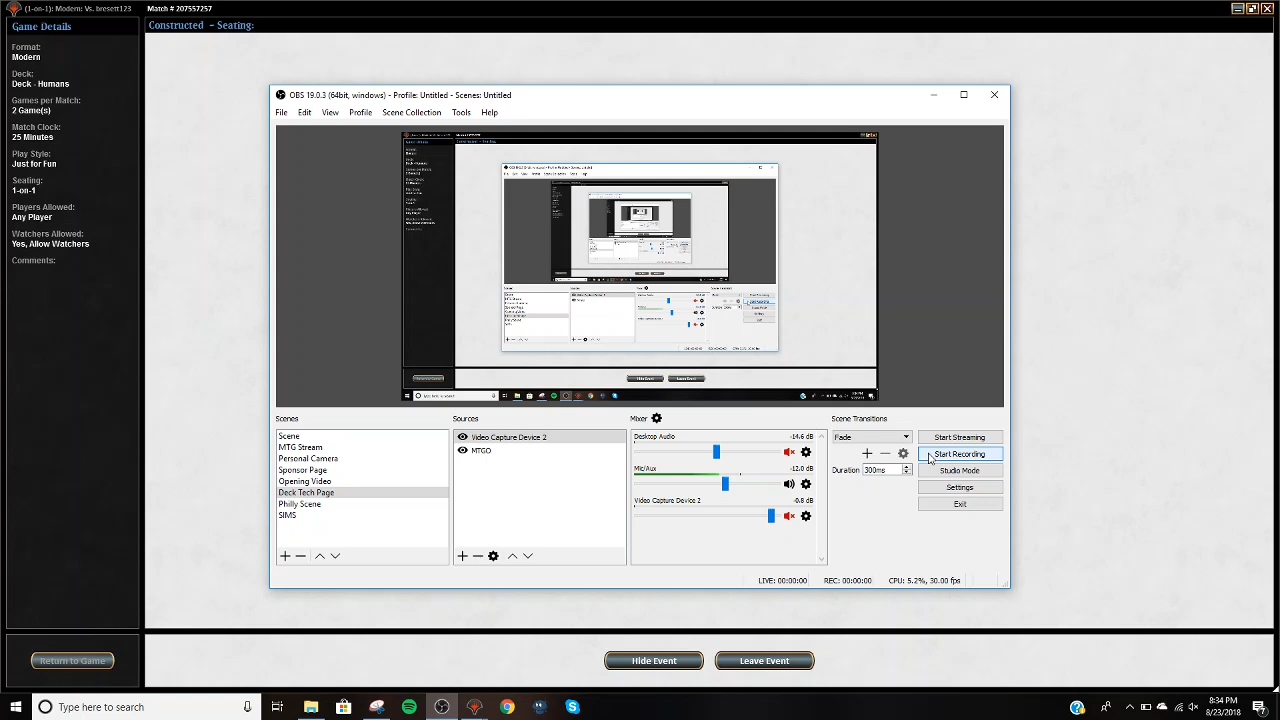 (1-on-1): Modern: Vs. bresett123
Match # 207557257
Game Details
Constructed - Seating:
Format:
Modern
Deck:
Deck - Humans
Games per Match:
2 Game(s)
Match Clock:
25 Minutes
Play Style:
Just for Fun
Seating:
1-on-1
Players Allowed:
Any Player
Watchers Allowed:
Yes, Allow Watchers
Comments:
OBS 19.0.3 (64bit, windows) - Profile: Untitled - Scenes: Untitled
File Edit View Profile Scene Collection Tools Help
Scenes
Scene
MTG Stream
Personal Camera
Sponsor Page
Opening Video
Deck Tech Page
Philly Scene
SIMS
Sources
Video Capture Device 2
MTGO
Mixer
Desktop Audio -14.6 dB
Mic/Aux -12.0 dB
Video Capture Device 2 -0.8 dB
Scene Transitions
Fade
Duration 300ms
Start Streaming
Start Recording
Studio Mode
Settings
Exit
LIVE: 00:00:00 REC: 00:00:00 CPU: 5.2%, 30.00 fps
Return to Game
Hide Event
Leave Event
Type here to search
8:34 PM
8/23/2018
7